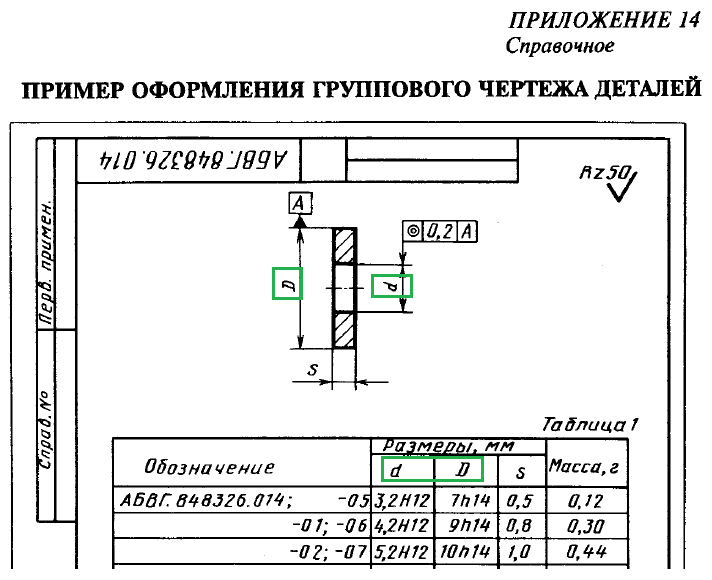 ПРИЛОЖЕНИЕ 14
Справочное
ПРИМЕР ОФОРМЛЕНИЯ ГРУППОВОГО ЧЕРТЕЖА ДЕТАЛЕЙ
АБВГ.848326.014
Rz50
Перв. примен.
Справ. №
А
◎ 0,2 А
D
d
s
Таблица 1
Обозначение Размеры, мм Масса, г
d D s
АБВГ.848326.014; -05 3,2H12 7h14 0,5 0,12
-01; -06 4,2H12 9h14 0,8 0,30
-02; -07 5,2H12 10h14 1,0 0,44